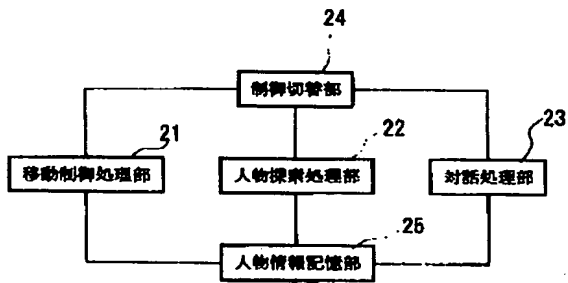 24
制御切替部
21
移動制御処理部
22
人物探索処理部
23
対話処理部
25
人物情報記憶部